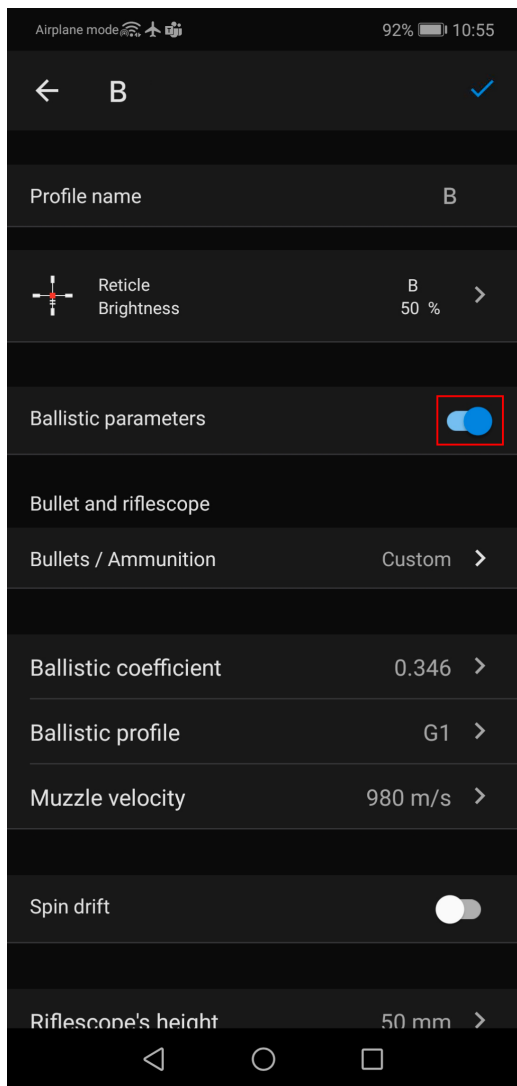 Airplane mode 92% 10:55
B
Profile name B
Reticle B
Brightness 50 %
Ballistic parameters
Bullet and riflescope
Bullets / Ammunition Custom
Ballistic coefficient 0.346
Ballistic profile G1
Muzzle velocity 980 m/s
Spin drift
Riflescope's height 50 mm